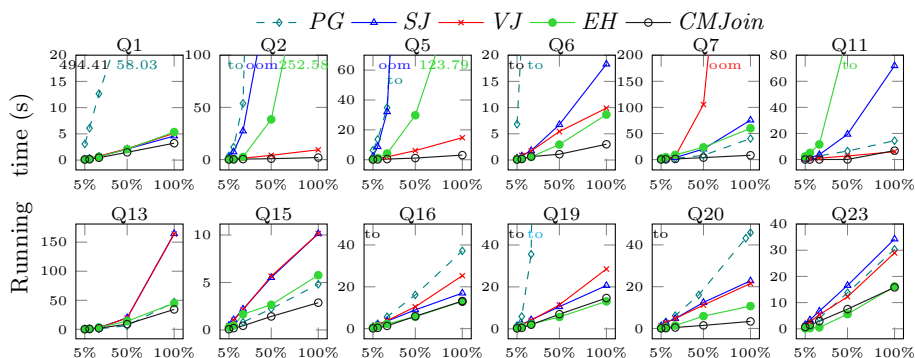 PG SJ VJ EH CMJoin
Q1 Q2 Q5 Q6 Q7 Q11
20 100 20 200 80
494.41 58.03 to oom 252.58 oom 123.79 to to to oom to
15 60 15 150 60
10 50 40 10 100 40
5 20 5 50 20
0 0 0 0 0 0
5% 50% 100% 5% 50% 100% 5% 50% 100% 5% 50% 100% 5% 50% 100% 5% 50% 100%
Running time (s)
Q13 Q15 Q16 Q19 Q20 Q23
to to to to
150 10 40 40 40 40
30
100 5 20 20 20 20
50 10
0 0 0 0 0 0
5% 50% 100% 5% 50% 100% 5% 50% 100% 5% 50% 100% 5% 50% 100% 5% 50% 100%